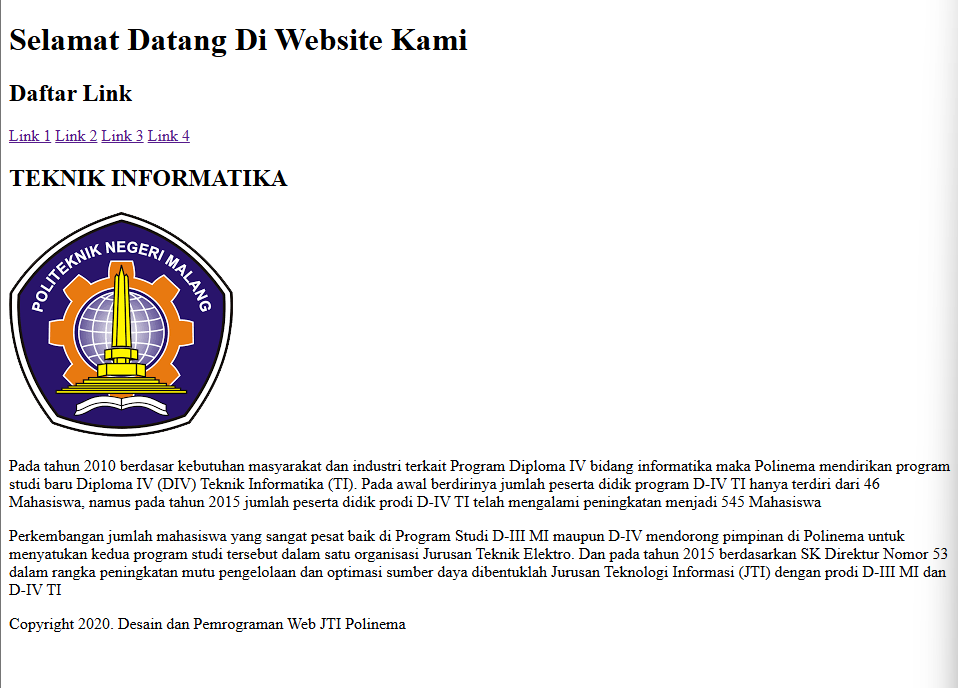 Selamat Datang Di Website Kami
Daftar Link
Link 1 Link 2 Link 3 Link 4
TEKNIK INFORMATIKA
POLITEKNIK NEGERI MALANG
Pada tahun 2010 berdasar kebutuhan masyarakat dan industri terkait Program Diploma IV bidang informatika maka Polinema mendirikan program
studi baru Diploma IV (DIV) Teknik Informatika (TI). Pada awal berdirinya jumlah peserta didik program D-IV TI hanya terdiri dari 46
Mahasiswa, namus pada tahun 2015 jumlah peserta didik prodi D-IV TI telah mengalami peningkatan menjadi 545 Mahasiswa
Perkembangan jumlah mahasiswa yang sangat pesat baik di Program Studi D-III MI maupun D-IV mendorong pimpinan di Polinema untuk
menyatukan kedua program studi tersebut dalam satu organisasi Jurusan Teknik Elektro. Dan pada tahun 2015 berdasarkan SK Direktur Nomor 53
dalam rangka peningkatan mutu pengelolaan dan optimasi sumber daya dibentuklah Jurusan Teknologi Informasi (JTI) dengan prodi D-III MI dan
D-IV TI
Copyright 2020. Desain dan Pemrograman Web JTI Polinema